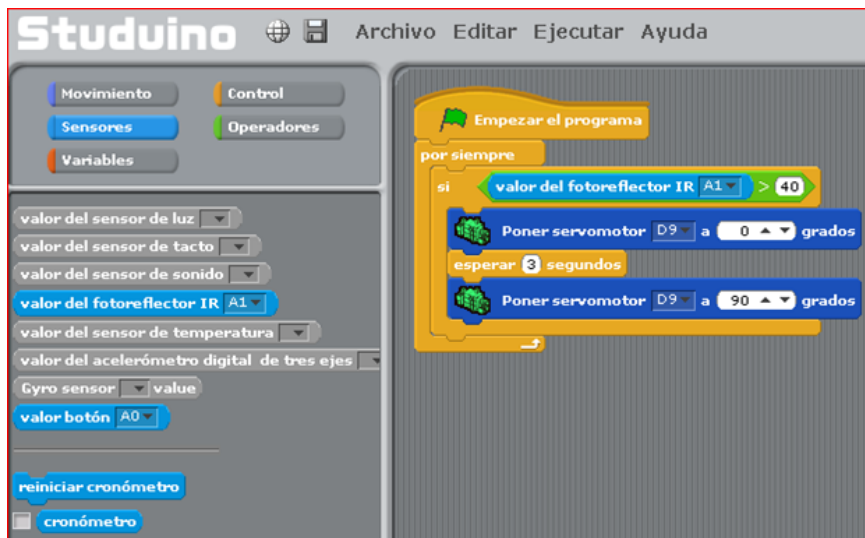 Studuino Archivo Editar Ejecutar Ayuda
Movimiento Control
Sensores Operadores
Variables
valor del sensor de luz
valor del sensor de tacto
valor del sensor de sonido
valor del fotoreflector IR A1
valor del sensor de temperatura
valor del acelerómetro digital de tres ejes
Gyro sensor value
valor botón A0
reiniciar cronómetro
cronómetro
Empezar el programa
por siempre
si valor del fotoreflector IR A1 > 40
Poner servomotor D9 a 0 grados
esperar 3 segundos
Poner servomotor D9 a 90 grados